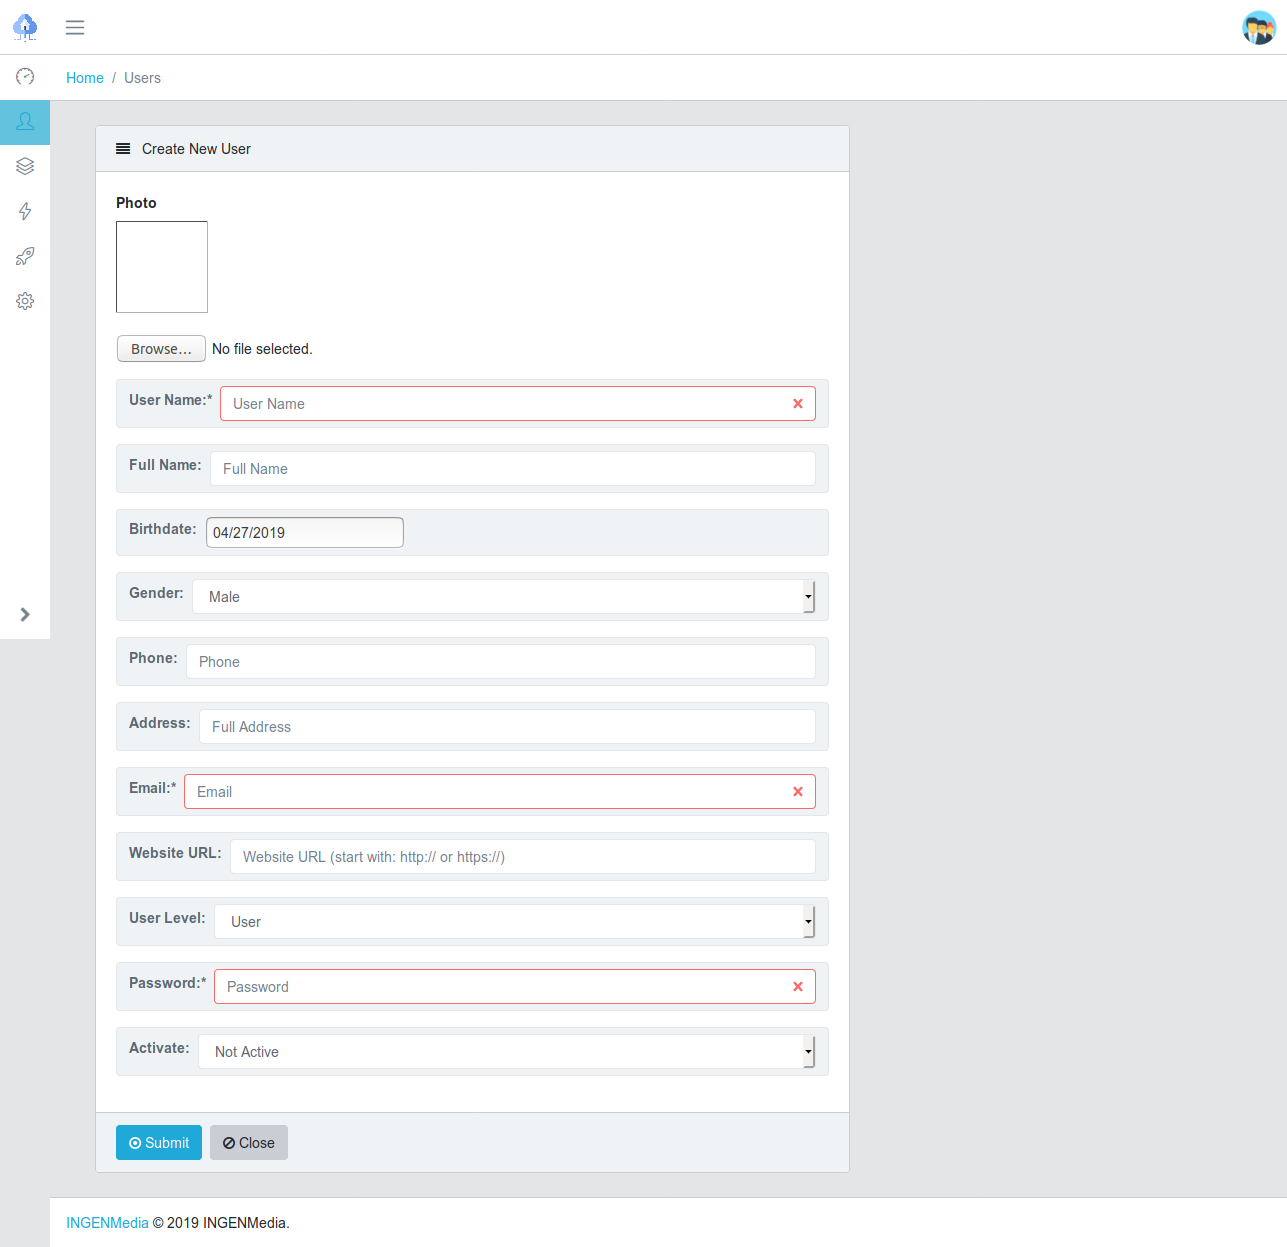 Home / Users
Create New User
Photo
Browse... No file selected.
User Name:* User Name
Full Name: Full Name
Birthdate: 04/27/2019
Gender: Male
Phone: Phone
Address: Full Address
Email:* Email
Website URL: Website URL (start with: http:// or https://)
User Level: User
Password:* Password
Activate: Not Active
Submit Close
INGENMedia © 2019 INGENMedia.